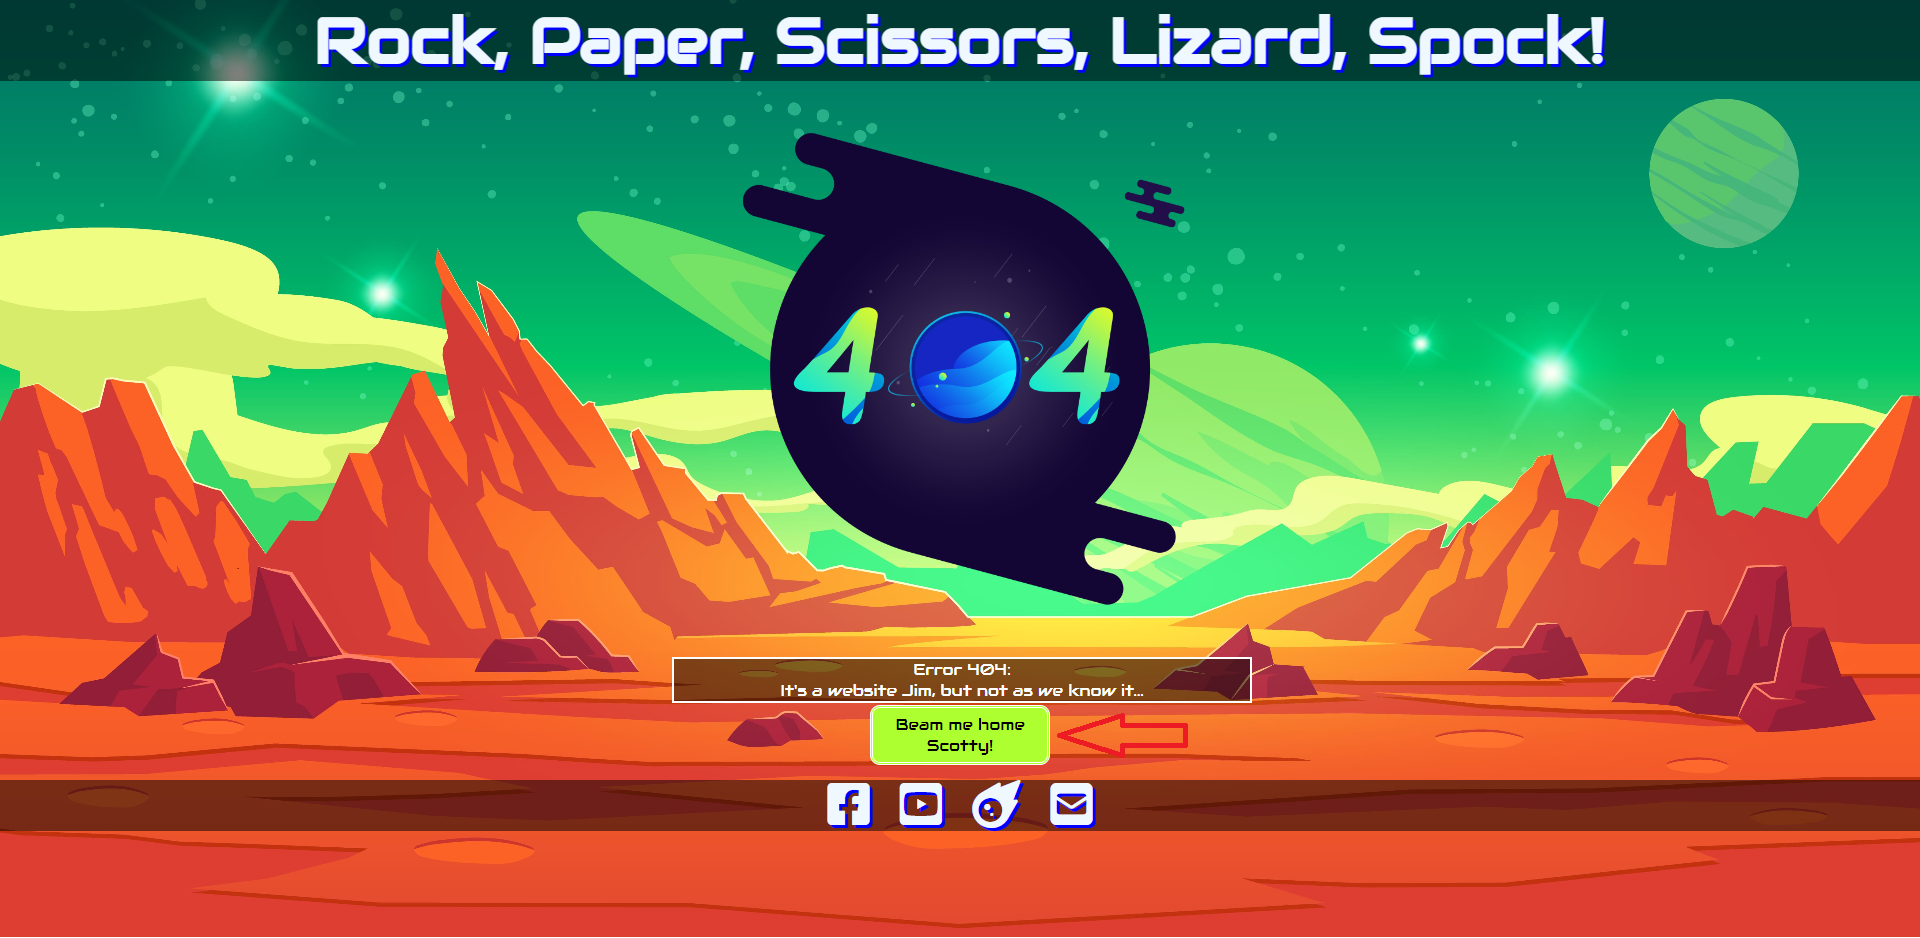 Rock, Paper, Scissors, Lizard, Spock!
404
Error 404:
It's a website Jim, but not as we know it...
Beam me home
Scotty!